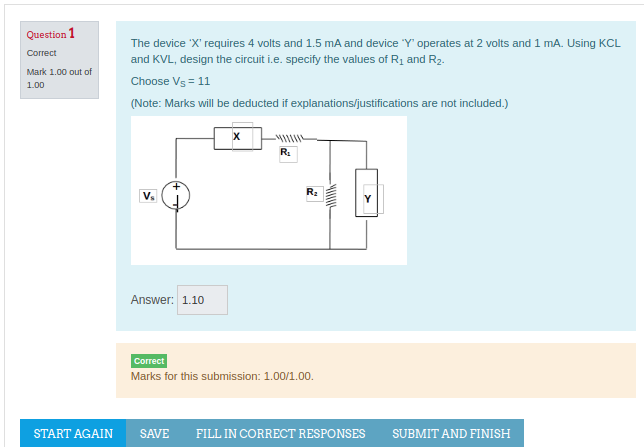 Question 1
Correct
Mark 1.00 out of
1.00
The device ‘X’ requires 4 volts and 1.5 mA and device ‘Y’ operates at 2 volts and 1 mA. Using KCL
and KVL, design the circuit i.e. specify the values of R₁ and R₂.
Choose V_S = 11
(Note: Marks will be deducted if explanations/justifications are not included.)
X
R₁
Vₛ
+
R₂
Y
Answer: 1.10
Correct
Marks for this submission: 1.00/1.00.
START AGAIN SAVE FILL IN CORRECT RESPONSES SUBMIT AND FINISH